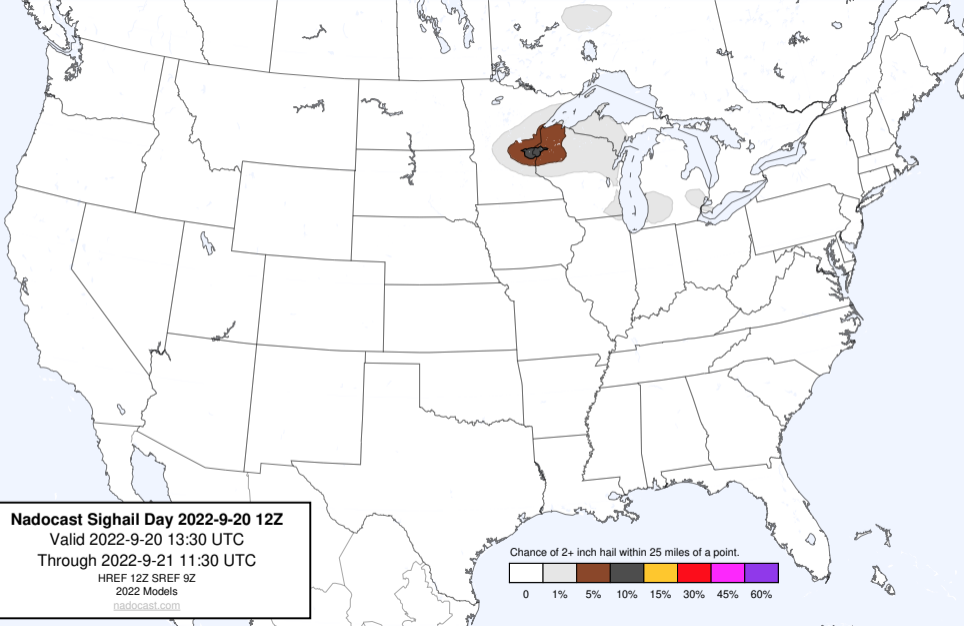 Nadocast Sighail Day 2022-9-20 12Z
Valid 2022-9-20 13:30 UTC
Through 2022-9-21 11:30 UTC
HREF 12Z SREF 9Z
2022 Models
nadocast.com
Chance of 2+ inch hail within 25 miles of a point.
0 1% 5% 10% 15% 30% 45% 60%